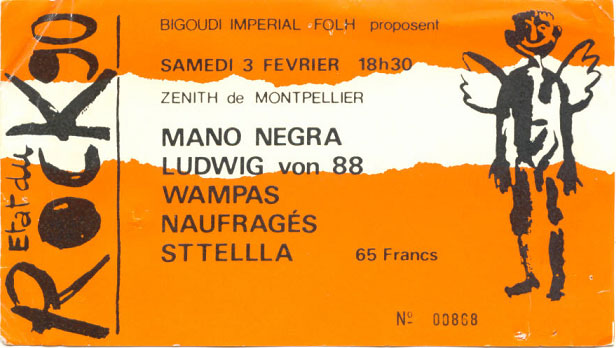 Etat du
ROCK 90
BIGOUDI IMPERIAL - FOLH proposent
SAMEDI 3 FEVRIER 18h30
ZENITH de MONTPELLIER
MANO NEGRA
LUDWIG von 88
WAMPAS
NAUFRAGÉS
STTELLLA 65 Francs
Nº 00868